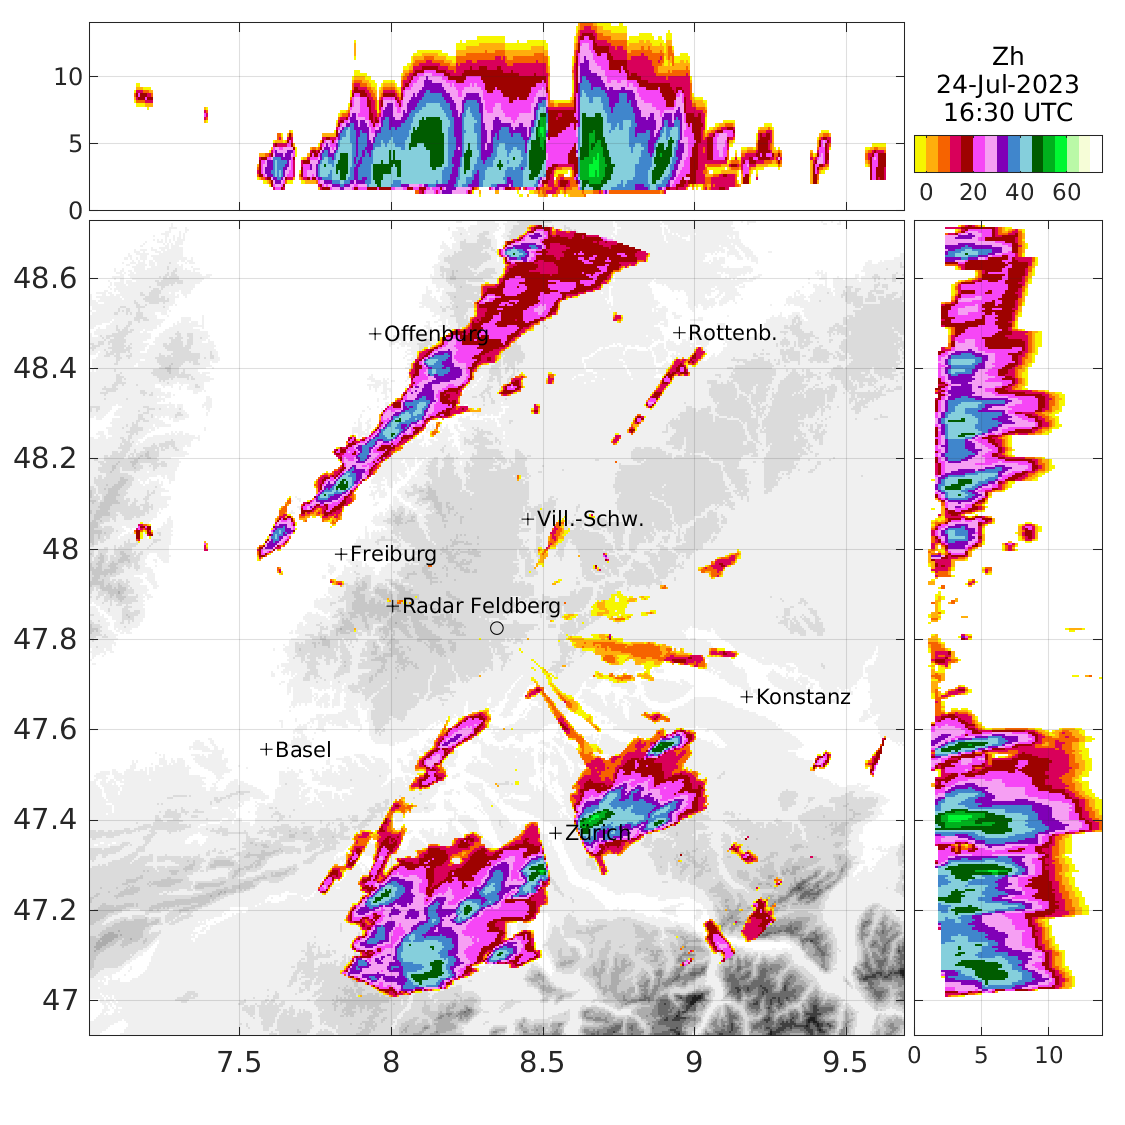 10
5
0
Zh
24-Jul-2023
16:30 UTC
0 20 40 60
48.6
48.4
48.2
48
47.8
47.6
47.4
47.2
47
+Offenburg
+Rottenb.
+Vill.-Schw.
+Freiburg
+Radar Feldberg
+Konstanz
+Basel
+Zürich
7.5 8 8.5 9 9.5
0 5 10